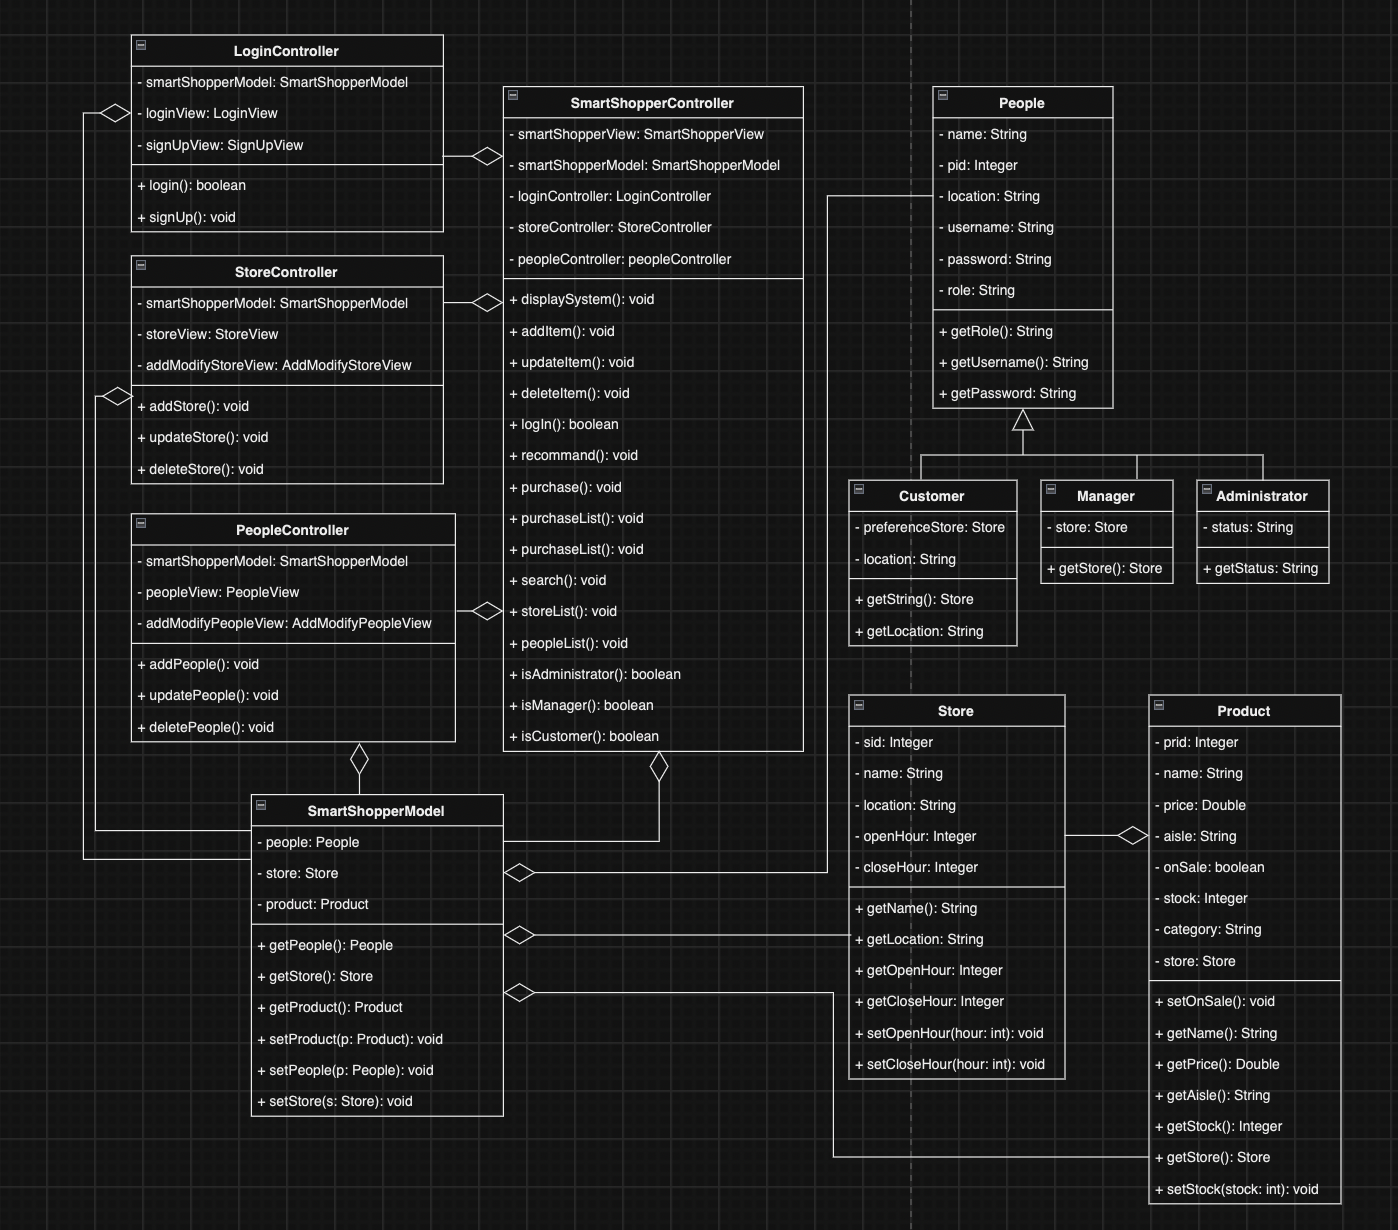 LoginController
- smartShopperModel: SmartShopperModel
- loginView: LoginView
- signUpView: SignUpView
+ login(): boolean
+ signUp(): void
StoreController
- smartShopperModel: SmartShopperModel
- storeView: StoreView
- addModifyStoreView: AddModifyStoreView
+ addStore(): void
+ updateStore(): void
+ deleteStore(): void
PeopleController
- smartShopperModel: SmartShopperModel
- peopleView: PeopleView
- addModifyPeopleView: AddModifyPeopleView
+ addPeople(): void
+ updatePeople(): void
+ deletePeople(): void
SmartShopperController
- smartShopperView: SmartShopperView
- smartShopperModel: SmartShopperModel
- loginController: LoginController
- storeController: StoreController
- peopleController: peopleController
+ displaySystem(): void
+ addItem(): void
+ updateItem(): void
+ deleteItem(): void
+ logIn(): boolean
+ recommand(): void
+ purchase(): void
+ purchaseList(): void
+ purchaseList(): void
+ search(): void
+ storeList(): void
+ peopleList(): void
+ isAdministrator(): boolean
+ isManager(): boolean
+ isCustomer(): boolean
SmartShopperModel
- people: People
- store: Store
- product: Product
+ getPeople(): People
+ getStore(): Store
+ getProduct(): Product
+ setProduct(p: Product): void
+ setPeople(p: People): void
+ setStore(s: Store): void
People
- name: String
- pid: Integer
- location: String
- username: String
- password: String
- role: String
+ getRole(): String
+ getUsername(): String
+ getPassword: String
Customer
- preferenceStore: Store
- location: String
+ getString(): Store
+ getLocation: String
Manager
- store: Store
+ getStore(): Store
Administrator
- status: String
+ getStatus: String
Store
- sid: Integer
- name: String
- location: String
- openHour: Integer
- closeHour: Integer
+ getName(): String
+ getLocation: String
+ getOpenHour: Integer
+ getCloseHour: Integer
+ setOpenHour(hour: int): void
+ setCloseHour(hour: int): void
Product
- prid: Integer
- name: String
- price: Double
- aisle: String
- onSale: boolean
- stock: Integer
- category: String
- store: Store
+ setOnSale(): void
+ getName(): String
+ getPrice(): Double
+ getAisle(): String
+ getStock(): Integer
+ getStore(): Store
+ setStock(stock: int): void